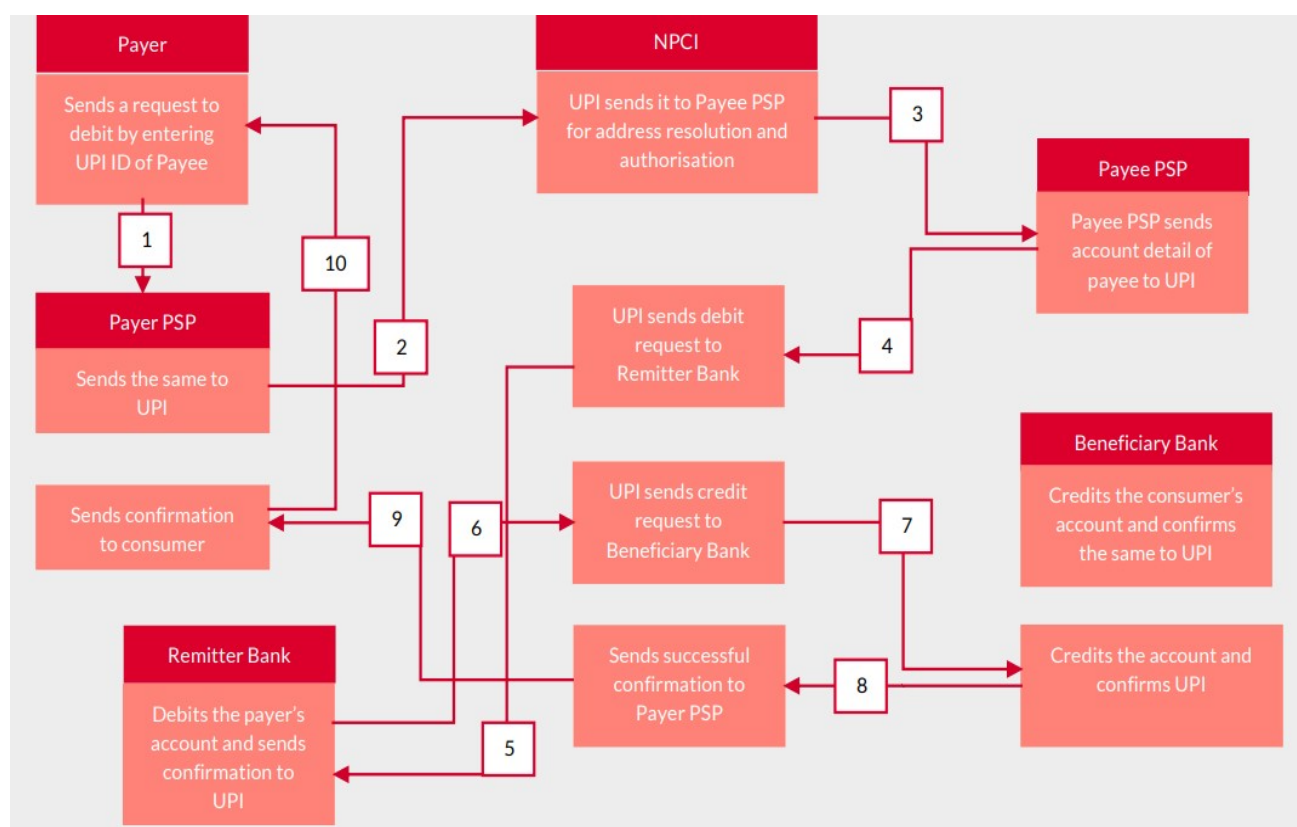 Payer
Sends a request to
debit by entering
UPI ID of Payee
1
Payer PSP
Sends the same to
UPI
10
2
NPCI
UPI sends it to Payee PSP
for address resolution and
authorisation
3
Payee PSP
Payee PSP sends
account detail of
payee to UPI
4
UPI sends debit
request to
Remitter Bank
5
Remitter Bank
Debits the payer's
account and sends
confirmation to
UPI
6
UPI sends credit
request to
Beneficiary Bank
7
Beneficiary Bank
Credits the consumer's
account and confirms
the same to UPI
Credits the account and
confirms UPI
8
Sends successful
confirmation to
Payer PSP
9
Sends confirmation
to consumer